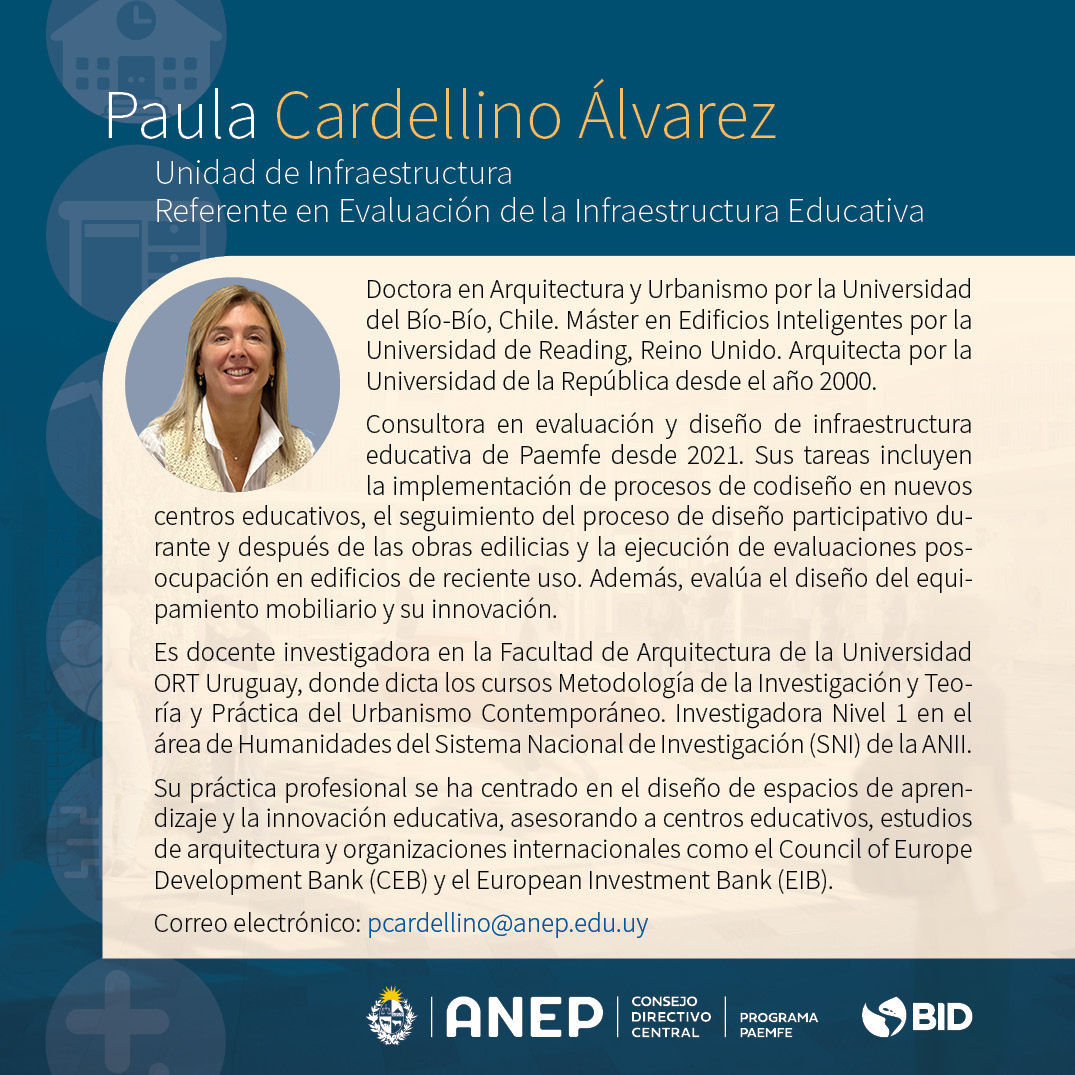 Paula Cardellino Álvarez
Unidad de Infraestructura
Referente en Evaluación de la Infraestructura Educativa
Doctora en Arquitectura y Urbanismo por la Universidad
del Bío-Bío, Chile. Máster en Edificios Inteligentes por la
Universidad de Reading, Reino Unido. Arquitecta por la
Universidad de la República desde el año 2000.
Consultora en evaluación y diseño de infraestructura
educativa de Paemfe desde 2021. Sus tareas incluyen
la implementación de procesos de codiseño en nuevos
centros educativos, el seguimiento del proceso de diseño participativo du-
rante y después de las obras edilicias y la ejecución de evaluaciones pos-
ocupación en edificios de reciente uso. Además, evalúa el diseño del equi-
pamiento mobiliario y su innovación.
Es docente investigadora en la Facultad de Arquitectura de la Universidad
ORT Uruguay, donde dicta los cursos Metodología de la Investigación y Teo-
ría y Práctica del Urbanismo Contemporáneo. Investigadora Nivel 1 en el
área de Humanidades del Sistema Nacional de Investigación (SNI) de la ANII.
Su práctica profesional se ha centrado en el diseño de espacios de apren-
dizaje y la innovación educativa, asesorando a centros educativos, estudios
de arquitectura y organizaciones internacionales como el Council of Europe
Development Bank (CEB) y el European Investment Bank (EIB).
Correo electrónico: pcardellino@anep.edu.uy
ANEP
CONSEJO
DIRECTIVO
CENTRAL
PROGRAMA
PAEMFE
BID